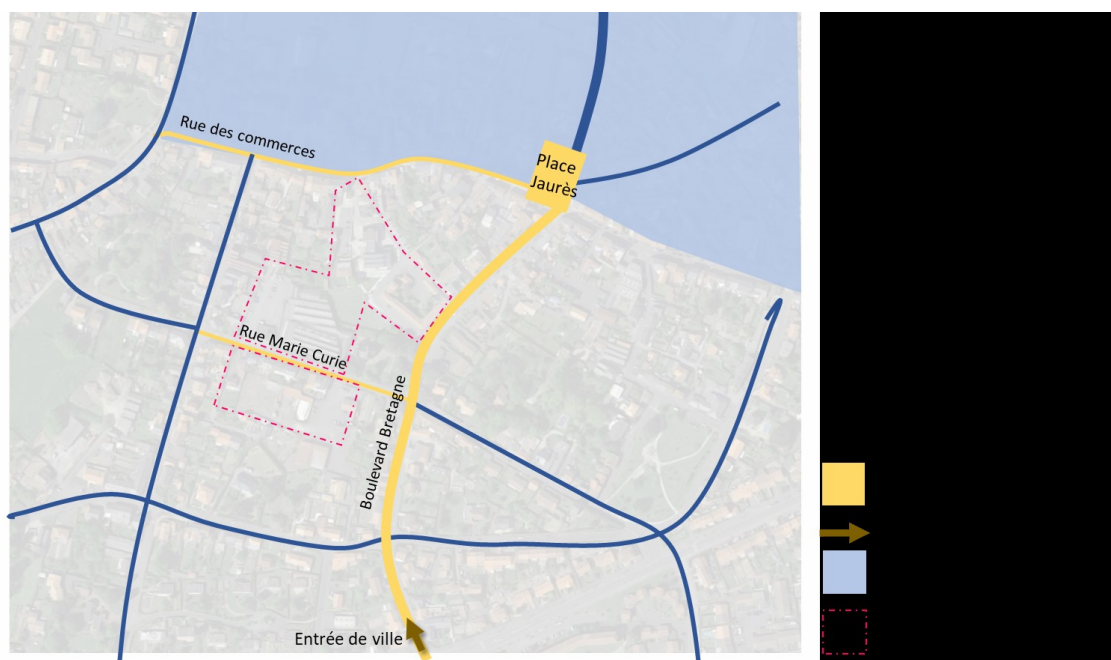 Rue des commerces
Place
Jaurès
Rue Marie Curie
Boulevard Bretagne
Entrée de ville